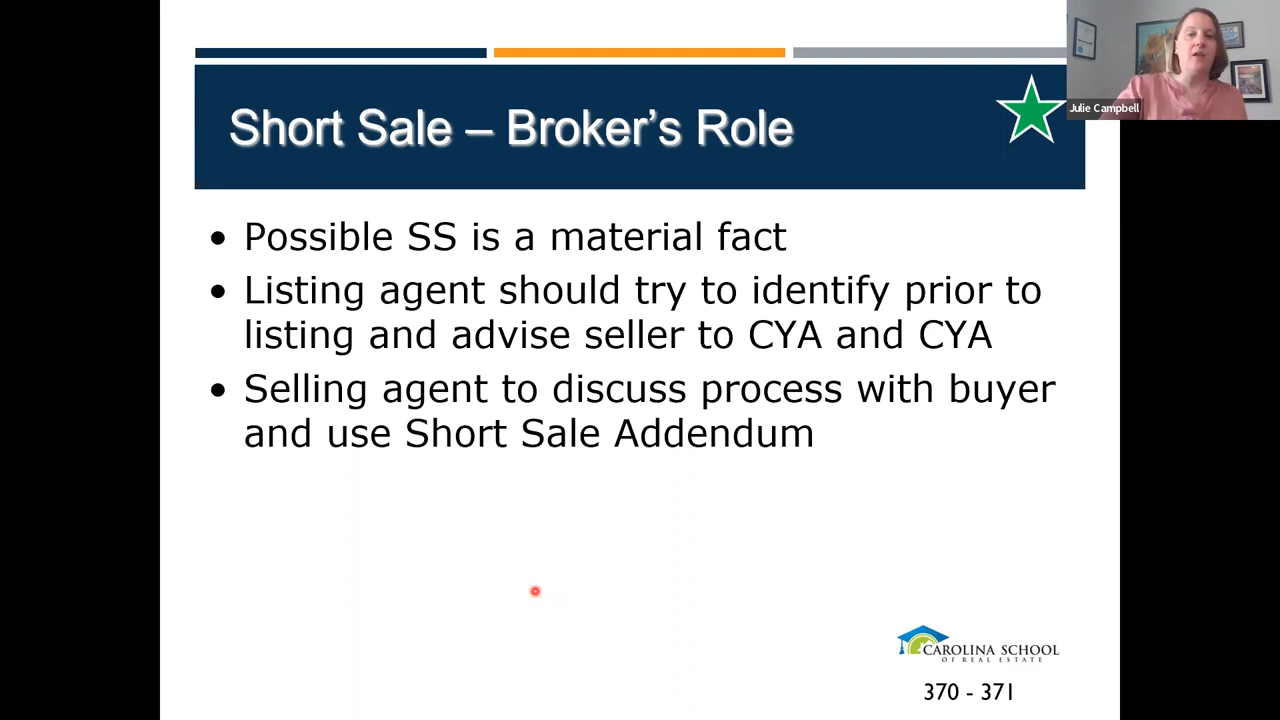 Short Sale – Broker's Role
Julie Campbell
• Possible SS is a material fact
• Listing agent should try to identify prior to
listing and advise seller to CYA and CYA
• Selling agent to discuss process with buyer
and use Short Sale Addendum
CAROLINA SCHOOL
OF REAL ESTATE
370 - 371